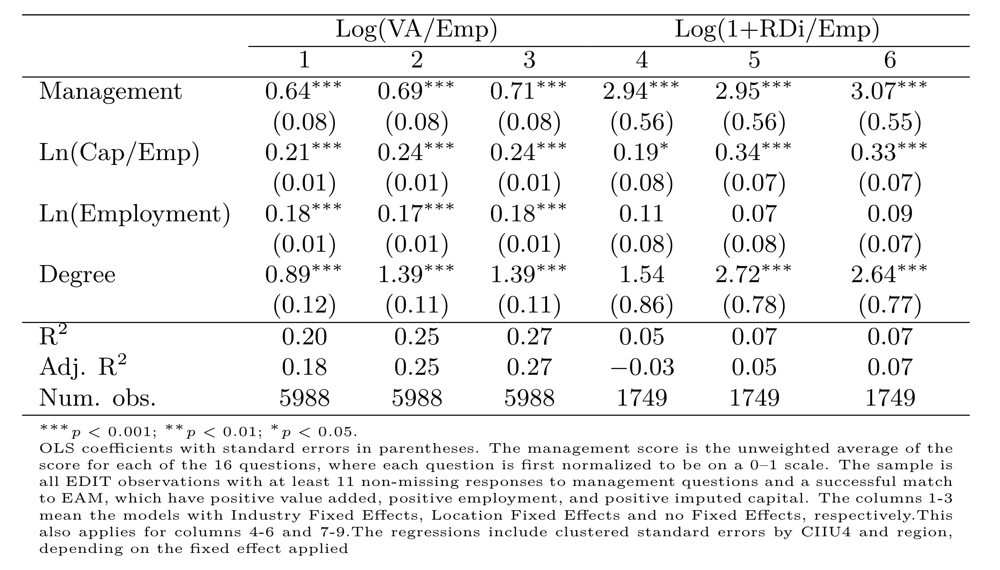 Log(VA/Emp) Log(1+RDi/Emp)
1 2 3 4 5 6
Management 0.64*** 0.69*** 0.71*** 2.94*** 2.95*** 3.07***
(0.08) (0.08) (0.08) (0.56) (0.56) (0.55)
Ln(Cap/Emp) 0.21*** 0.24*** 0.24*** 0.19* 0.34*** 0.33***
(0.01) (0.01) (0.01) (0.08) (0.07) (0.07)
Ln(Employment) 0.18*** 0.17*** 0.18*** 0.11 0.07 0.09
(0.01) (0.01) (0.01) (0.08) (0.08) (0.07)
Degree 0.89*** 1.39*** 1.39*** 1.54 2.72*** 2.64***
(0.12) (0.11) (0.11) (0.86) (0.78) (0.77)
R² 0.20 0.25 0.27 0.05 0.07 0.07
Adj. R² 0.18 0.25 0.27 −0.03 0.05 0.07
Num. obs. 5988 5988 5988 1749 1749 1749
***p < 0.001; **p < 0.01; *p < 0.05.
OLS coefficients with standard errors in parentheses. The management score is the unweighted average of the
score for each of the 16 questions, where each question is first normalized to be on a 0–1 scale. The sample is
all EDIT observations with at least 11 non-missing responses to management questions and a successful match
to EAM, which have positive value added, positive employment, and positive imputed capital. The columns 1-3
mean the models with Industry Fixed Effects, Location Fixed Effects and no Fixed Effects, respectively.This
also applies for columns 4-6 and 7-9.The regressions include clustered standard errors by CIIU4 and region,
depending on the fixed effect applied